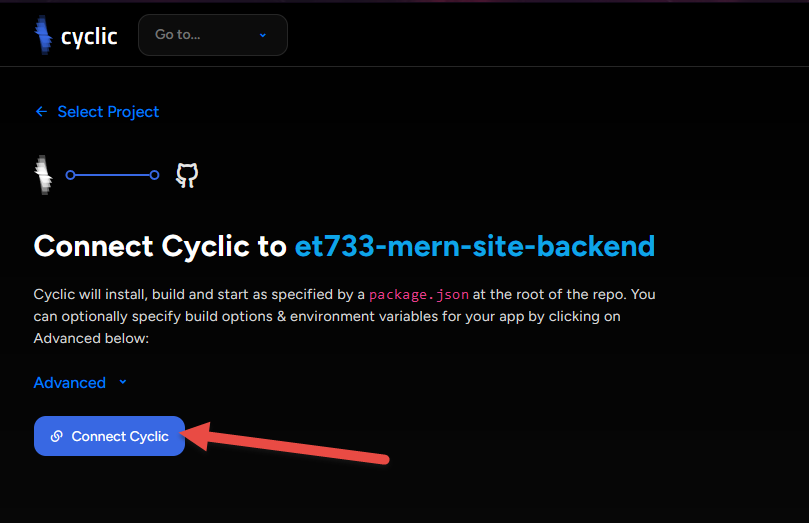 cyclic
Go to...
Select Project
Connect Cyclic to et733-mern-site-backend
Cyclic will install, build and start as specified by a package.json at the root of the repo. You
can optionally specify build options & environment variables for your app by clicking on
Advanced below:
Advanced
Connect Cyclic